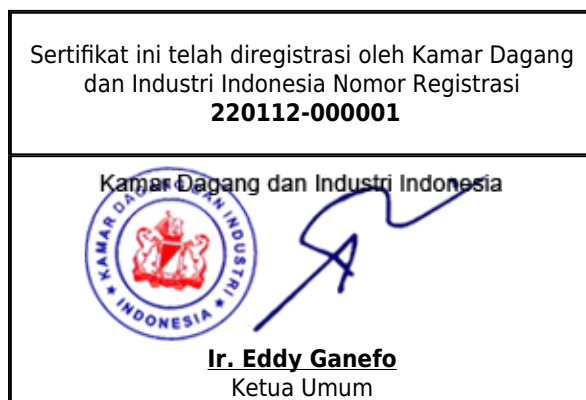 Sertifikat ini telah diregistrasi oleh Kamar Dagang
dan Industri Indonesia Nomor Registrasi
220112-000001
Kamar Dagang dan Industri Indonesia
KAMAR DAGANG DAN INDUSTRI
INDONESIA
Ir. Eddy Ganefo
Ketua Umum